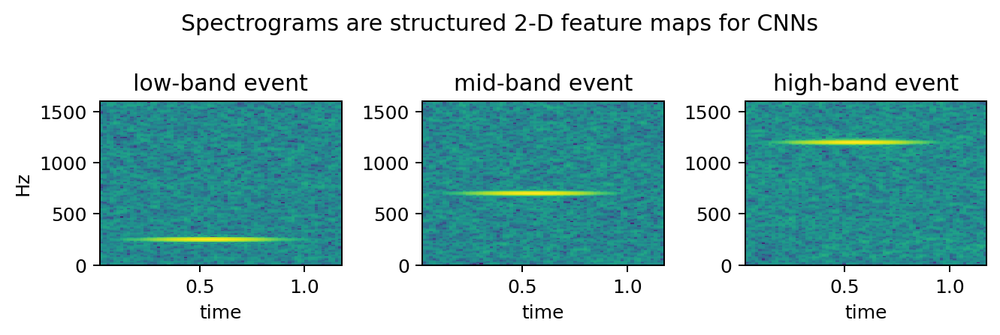 Spectrograms are structured 2-D feature maps for CNNs
low-band event
mid-band event
high-band event
Hz
1500
1000
500
0
0.5
1.0
time
1500
1000
500
0
0.5
1.0
time
1500
1000
500
0
0.5
1.0
time